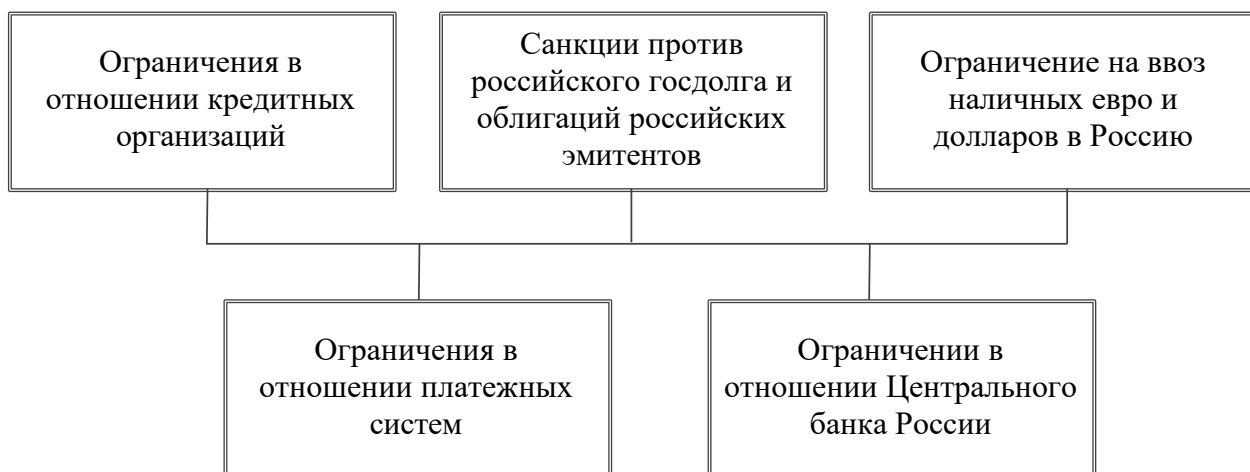 Ограничения в
отношении кредитных
организаций
Санкции против
российского госдолга и
облигаций российских
эмитентов
Ограничение на ввоз
наличных евро и
долларов в Россию
Ограничения в
отношении платежных
систем
Ограничении в
отношении Центрального
банка России